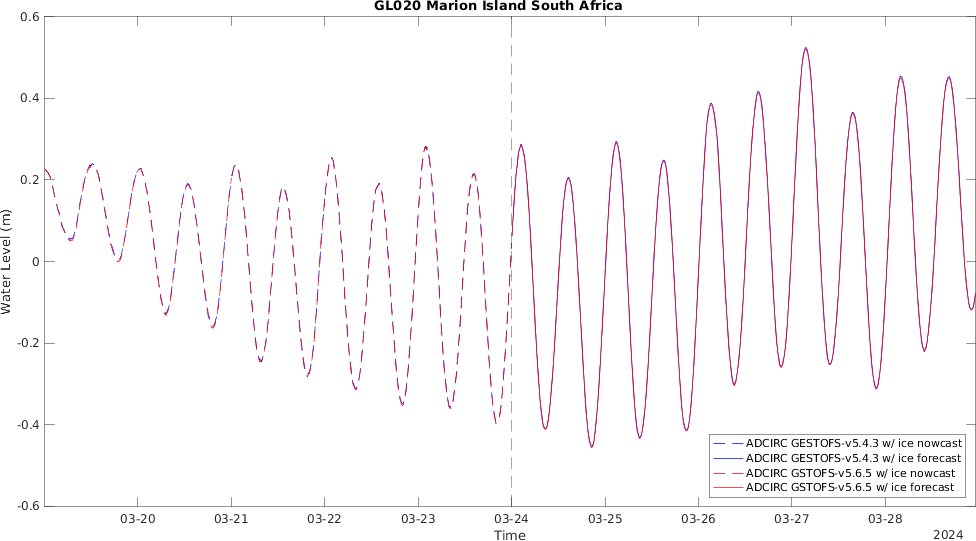 GL020 Marion Island South Africa
0.6
0.4
0.2
0
-0.2
-0.4
-0.6
Water Level (m)
ADCIRC GESTOFS-v5.4.3 w/ ice nowcast
ADCIRC GESTOFS-v5.4.3 w/ ice forecast
ADCIRC GSTOFS-v5.6.5 w/ ice nowcast
ADCIRC GSTOFS-v5.6.5 w/ ice forecast
03-20 03-21 03-22 03-23 03-24 03-25 03-26 03-27 03-28
Time
2024